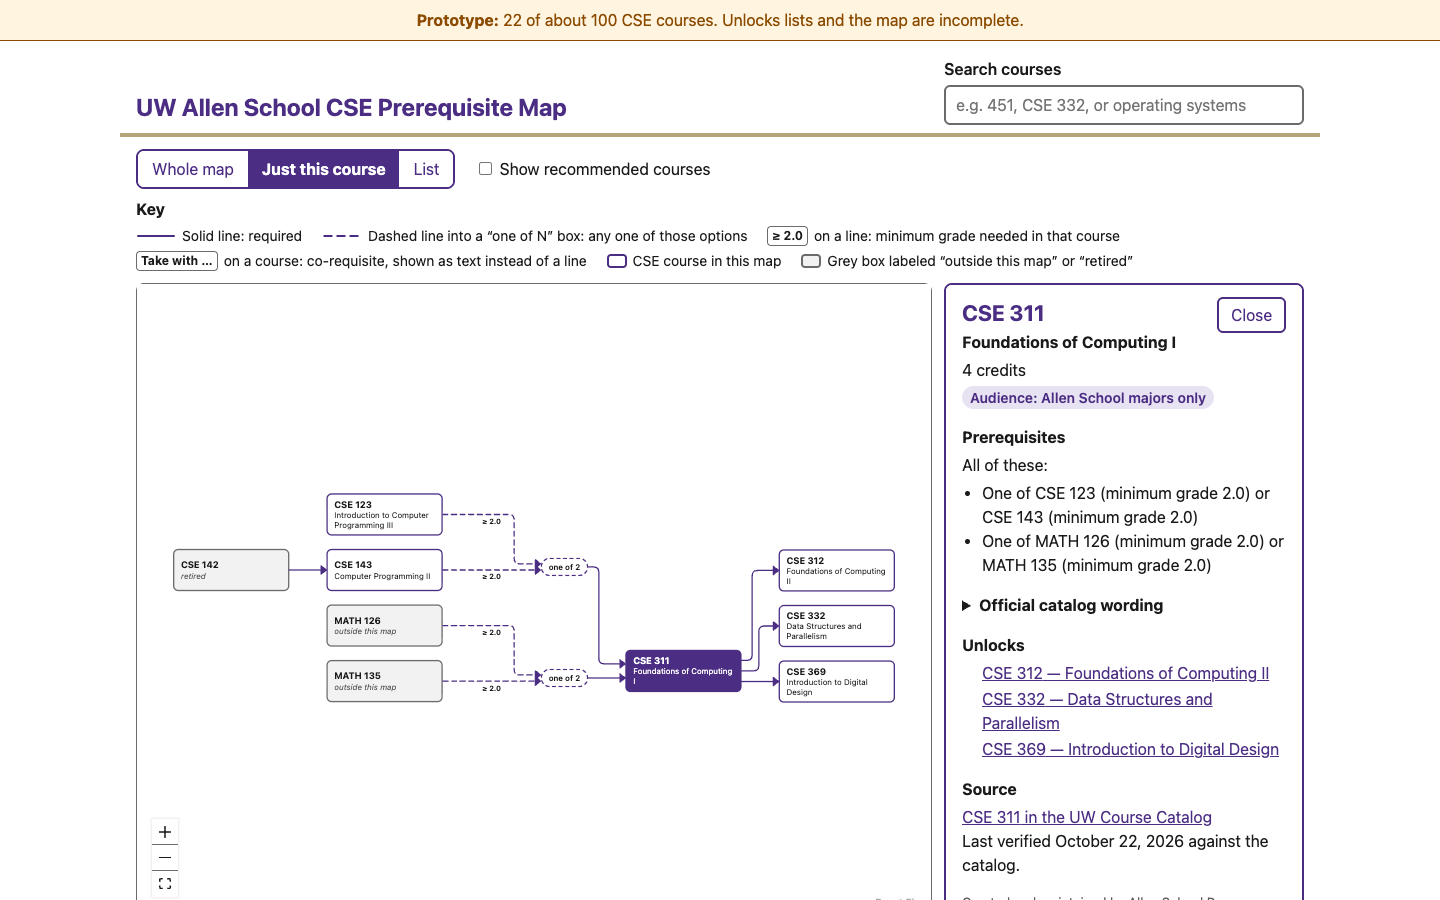 Prototype: 22 of about 100 CSE courses. Unlocks lists and the map are incomplete.
UW Allen School CSE Prerequisite Map
Search courses
e.g. 451, CSE 332, or operating systems
Whole map
Just this course
List
Show recommended courses
Key
Solid line: required
Dashed line into a “one of N” box: any one of those options
≥ 2.0 on a line: minimum grade needed in that course
Take with ... on a course: co-requisite, shown as text instead of a line
CSE course in this map
Grey box labeled “outside this map” or “retired”
CSE 142
retired
CSE 123
Introduction to Computer
Programming III
CSE 143
Computer Programming II
MATH 126
outside this map
MATH 135
outside this map
≥ 2.0
≥ 2.0
≥ 2.0
≥ 2.0
one of 2
one of 2
CSE 311
Foundations of Computing
I
CSE 312
Foundations of Computing
II
CSE 332
Data Structures and
Parallelism
CSE 369
Introduction to Digital
Design
CSE 311
Close
Foundations of Computing I
4 credits
Audience: Allen School majors only
Prerequisites
All of these:
• One of CSE 123 (minimum grade 2.0) or
CSE 143 (minimum grade 2.0)
• One of MATH 126 (minimum grade 2.0) or
MATH 135 (minimum grade 2.0)
Official catalog wording
Unlocks
CSE 312 — Foundations of Computing II
CSE 332 — Data Structures and
Parallelism
CSE 369 — Introduction to Digital Design
Source
CSE 311 in the UW Course Catalog
Last verified October 22, 2026 against the
catalog.